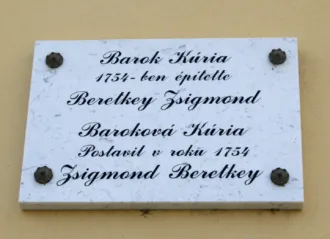 Barok Kúria
1754-ben építette
Beretkey Zsigmond
Baroková Kúria
Postavil v roku 1754
Zsigmond Beretkey